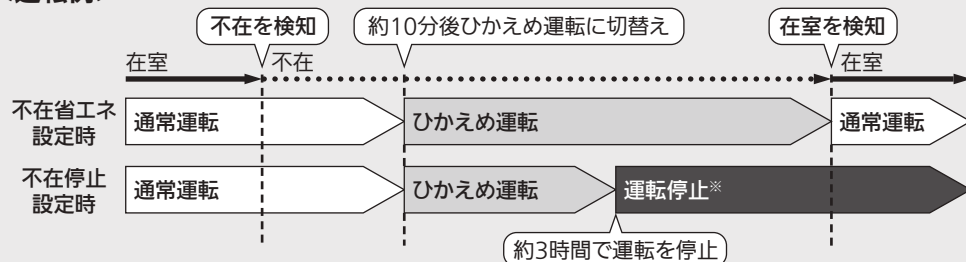 不在を検知
約10分後ひかえめ運転に切替え
在室を検知
在室
不在
在室
不在省エネ
設定時
通常運転
ひかえめ運転
通常運転
不在停止
設定時
通常運転
ひかえめ運転
運転停止※
約3時間で運転を停止